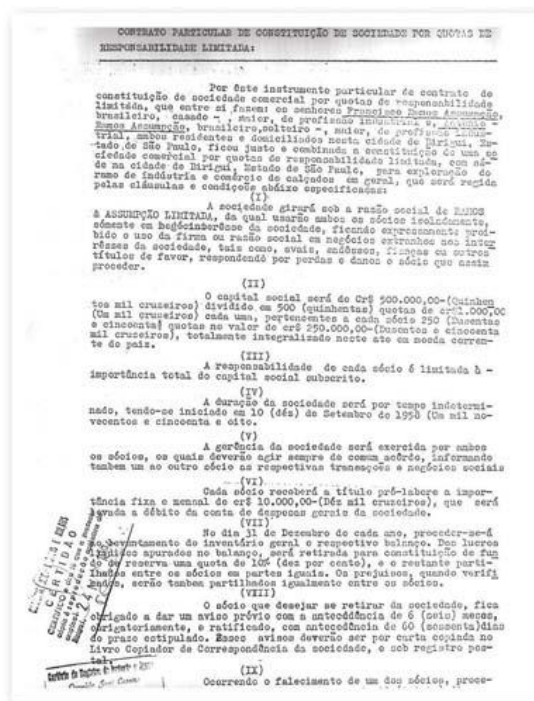 CONTRATO PARTICULAR DE CONSTITUIÇÃO DE SOCIEDADE POR QUOTAS DE
RESPONSABILIDADE LIMITADA:
Por êste instrumento particular de contrato de
constituição de sociedade comercial por quotas de responsabilidade
limitada, que entre si fazem: os senhores Francisco Ramos Assumpção,
brasileiro, casado -, maior, de profissão industrial e
Ramos Assumpção, brasileiro, solteiro -, maior, de profissão indus-
trial, ambos residentes e domiciliados nesta cidade de Birigui, Es-
tado de São Paulo, ficou justo e combinada a constituição de uma so
ciedade comercial por quotas de responsabilidade limitada, com sé-
de na cidade de Birigui, Estado de São Paulo, para exploração do
ramo de indústria e comércio de calçados em geral, que será regida
pelas cláusulas e condições abáixo especificadas:
(I)
A sociedade girará sob a razão social de RAMOS
& ASSUMPÇÃO LIMITADA, da qual usarão ambos os sócios isoladamente,
sómente em negócinterêsse da sociedade, ficando expressamente proi-
bido o uso da firma ou razão social em negócios extranhos aos inter
rêsses da sociedade, tais como, avais, endôsses, fianças ou outros
títulos de favor, respondendo por perdas e danos o sócio que assim
proceder.
(II)
O capital social será de Cr$ 500.000,00-(Quinhen
tos mil cruzeiros) dividido em 500 (quinhentas) quotas de cr$1.000,00
(Um mil cruzeiros) cada uma, pertencentes a cada sócio 250 (Duzentas
e cincoenta) quotas no valor de cr$ 250.000,00-(Duzentos e cincoenta
mil cruzeiros), totalmente integralizado neste ato em moeda corren-
te do paiz.
(III)
A responsabilidade de cada sócio é limitada à -
importância total do capital social subscrito.
(IV)
A duração da sociedade será por tempo indetermi-
nado, tendo-se iniciado em 10 (dés) de Setembro de 1958 (Um mil no-
vecentos e cincoenta e oito.
(V)
A gerência da sociedade será exercida por ambos
os sócios, os quais deverão agir sempre de comum acôrdo, informando
tambem um ao outro sócio as respectivas transações e negócios sociais
(VI)
Cada sócio receberá a título pró-labore a impor-
tância fixa e mensal de cr$ 10.000,00-(Déz mil cruzeiros), que será
levada a débito da conta de despezas gerais da sociedade.
(VII)
No dia 31 de Dezembro de cada ano, proceder-se-á
ao levantamento do inventário geral e respectivo balanço. Dos lucros
líquidos apurados no balanço, será retirada para constituição de fun
do de reserva uma quota de 10% (dez por cento), e o restante parti-
lhados entre os sócios em partes iguais. Os prejuisos, quando verifi
cados, serão tambem partilhados igualmente entre os sócios.
(VIII)
O sócio que desejar se retirar da sociedade, fica
obrigado a dar um aviso prévio com a antecedência de 6 (seis) meses,
obrigatoriamente, e ratificado, com antecedência de 60 (sessenta)dias
do prazo estipulado. Esses avisos deverão ser por carta copiada no
Livro Copiador de Correspondência da sociedade, e sob registro pos-
tal.
(IX)
Ocorrendo o falecimento de um dos sócios, proce-
CERTIDÃO